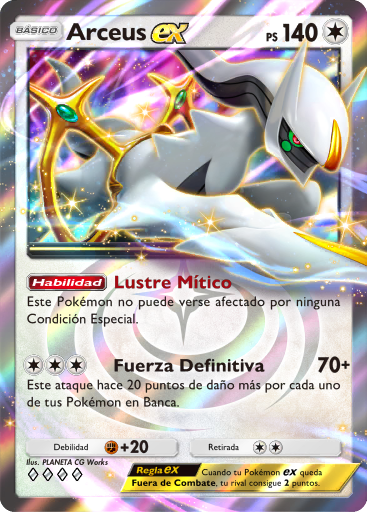 BÁSICO Arceus ex PS 140
Habilidad Lustre Mítico
Este Pokémon no puede verse afectado por ninguna
Condición Especial.
Fuerza Definitiva 70+
Este ataque hace 20 puntos de daño más por cada uno
de tus Pokémon en Banca.
Debilidad +20 Retirada
Ilus. PLANETA CG Works
Regla ex Cuando tu Pokémon ex queda
Fuera de Combate, tu rival consigue 2 puntos.